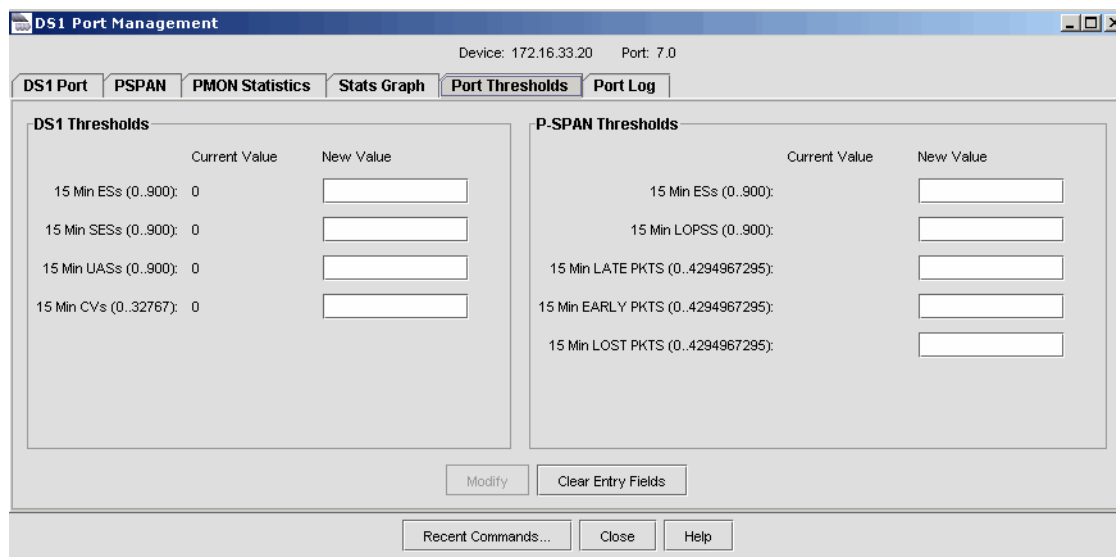 DS1 Port Management
Device: 172.16.33.20 Port: 7.0
DS1 Port PSPAN PMON Statistics Stats Graph Port Thresholds Port Log
DS1 Thresholds
Current Value New Value
15 Min ESs (0..900): 0
15 Min SESs (0..900): 0
15 Min UASs (0..900): 0
15 Min CVs (0..32767): 0
P-SPAN Thresholds
Current Value New Value
15 Min ESs (0..900):
15 Min LOPSS (0..900):
15 Min LATE PKTS (0..4294967295):
15 Min EARLY PKTS (0..4294967295):
15 Min LOST PKTS (0..4294967295):
Modify Clear Entry Fields
Recent Commands... Close Help